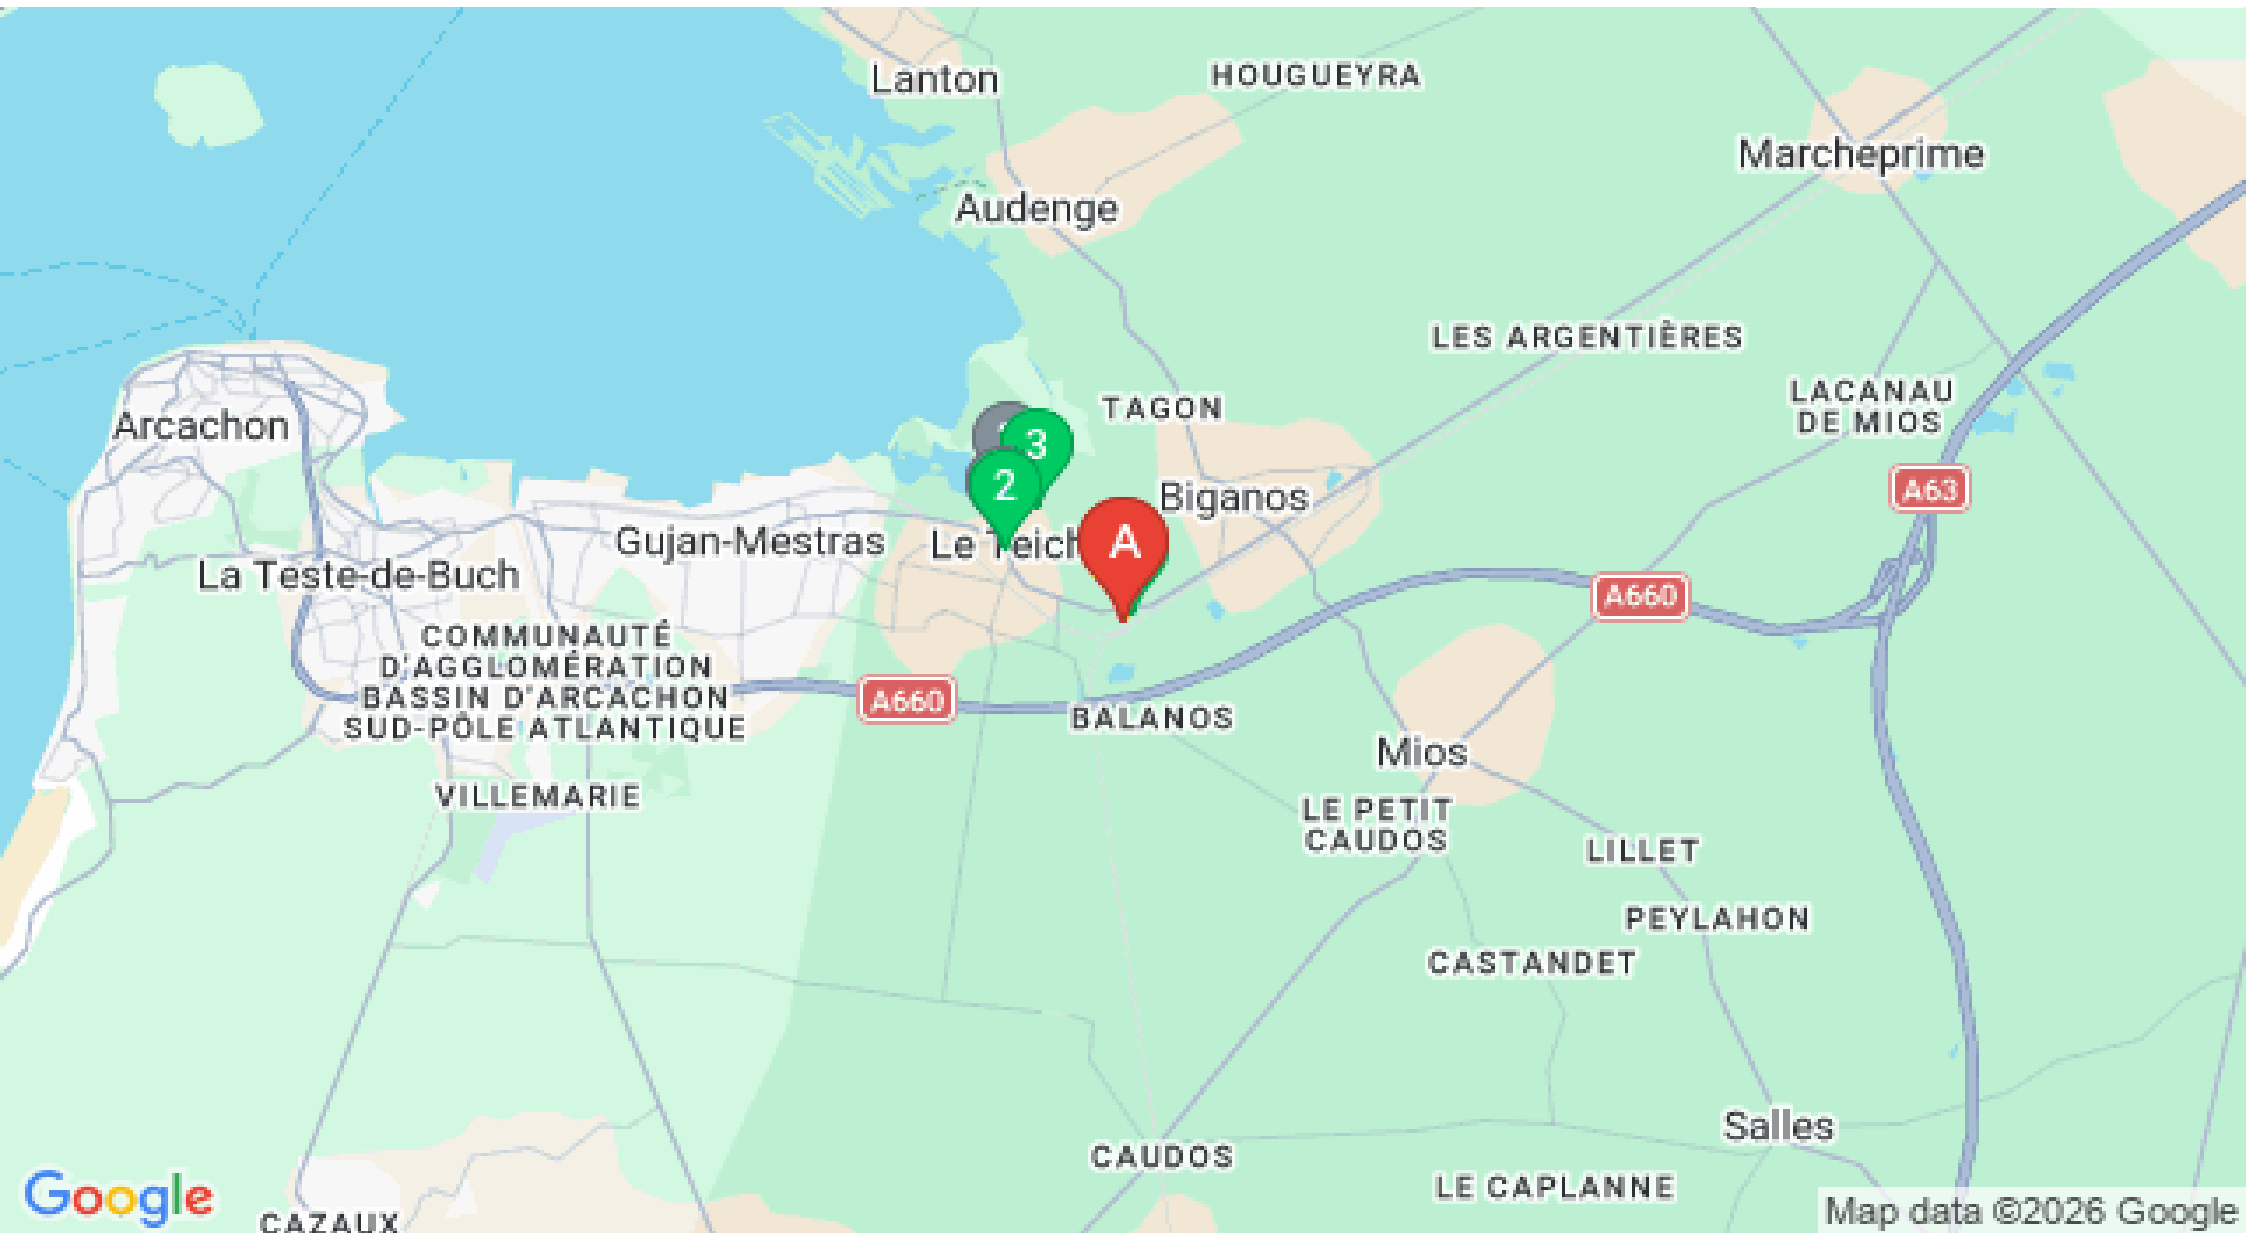 Lanton
HOUGUEYRA
Marcheprime
Audenge
LES ARGENTIÈRES
LACANAU
DE MIOS
TAGON
Arcachon
3
2
A63
Biganos
A
Gujan-Mestras
Le Teich
La Teste-de-Buch
A660
COMMUNAUTÉ
D'AGGLOMÉRATION
BASSIN D'ARCACHON
SUD-PÔLE ATLANTIQUE
A660
BALANOS
Mios
VILLEMARIE
LE PETIT
CAUDOS
LILLET
PEYLAHON
CASTANDET
Salles
CAUDOS
LE CAPLANNE
Google
CAZAUX
Map data ©2026 Google